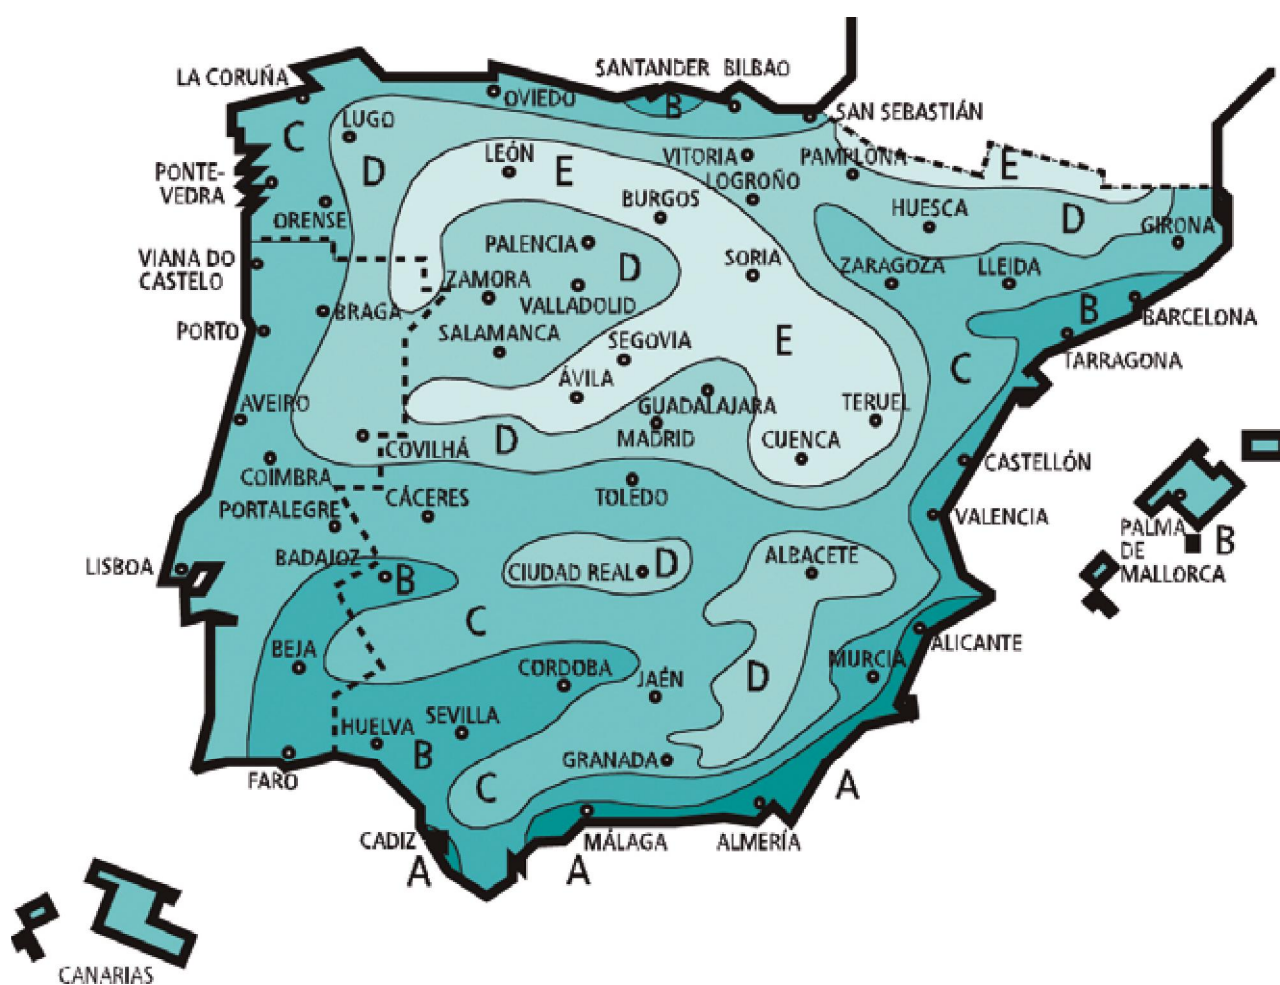 SANTANDER BILBAO
LA CORUÑA
OVIEDO
B
SAN SEBASTIÁN
C
LUGO
LEÓN
E
VITORIA
PAMPLONA
E
PONTE-
VEDRA
D
LOGROÑO
BURGOS
HUESCA
D
GIRONA
ORENSE
VIANA DO
CASTELO
PALENCIA
D
SORIA
ZARAGOZA
LLEIDA
ZAMORA
VALLADOLID
BRAGA
B
BARCELONA
PORTO
SALAMANCA
SEGOVIA
E
C
TARRAGONA
ÁVILA
AVEIRO
GUADALAJARA
TERUEL
COVILHÁ
D
MADRID
CUENCA
CASTELLÓN
COIMBRA
CÁCERES
TOLEDO
PORTALEGRE
VALENCIA
PALMA
DE
MALLORCA
B
LISBOA
BADAJOZ
B
CIUDAD REAL
D
ALBACETE
C
BEJA
CORDOBA
JAÉN
D
MURCIA
ALICANTE
HUELVA
SEVILLA
B
GRANADA
FARO
C
A
CADIZ
A
A
MÁLAGA
ALMERÍA
CANARIAS